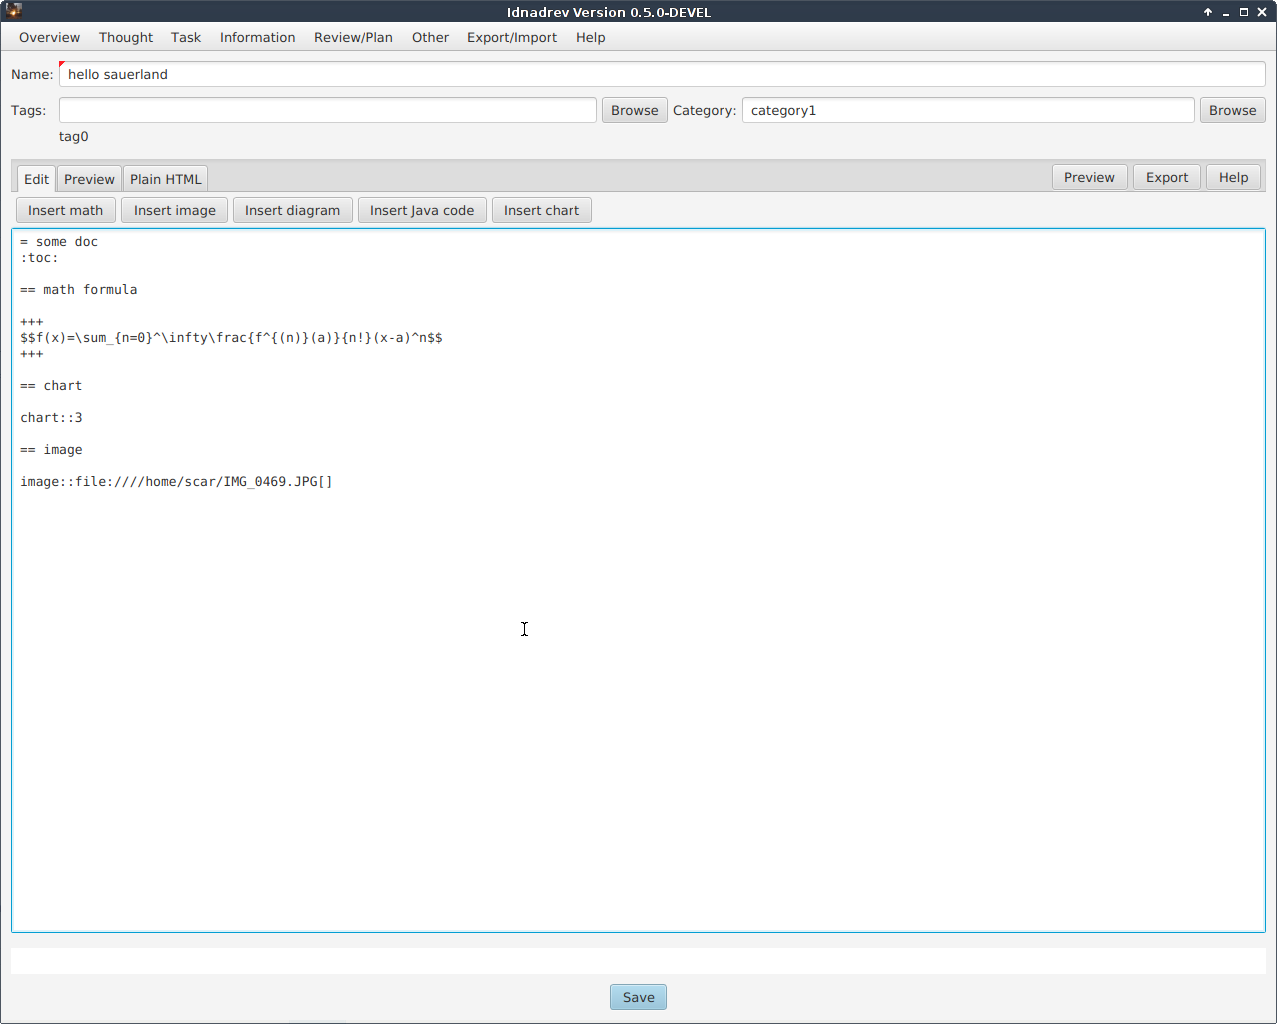 Idnadrev Version 0.5.0-DEVEL
Overview Thought Task Information Review/Plan Other Export/Import Help
Name: hello sauerland
Tags: Browse Category: category1 Browse
tag0
Edit Preview Plain HTML Preview Export Help
Insert math Insert image Insert diagram Insert Java code Insert chart
= some doc
:toc:
== math formula
+++
$$f(x)=\sum_{n=0}^\infty\frac{f^{(n)}(a)}{n!}(x-a)^n$$
+++
== chart
chart::3
== image
image::file:////home/scar/IMG_0469.JPG[]
Save